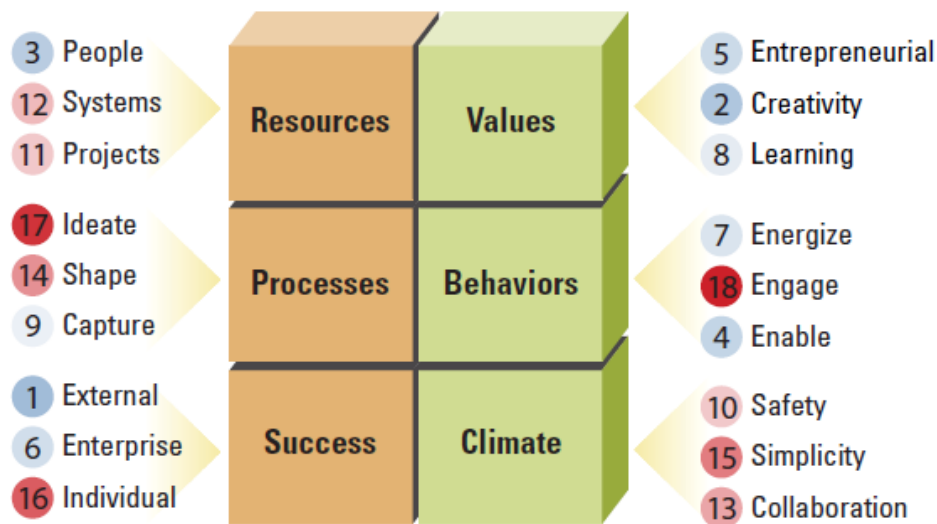 3 People
12 Systems
11 Projects
Resources
Values
5 Entrepreneurial
2 Creativity
8 Learning
17 Ideate
14 Shape
9 Capture
Processes
Behaviors
7 Energize
18 Engage
4 Enable
1 External
6 Enterprise
16 Individual
Success
Climate
10 Safety
15 Simplicity
13 Collaboration